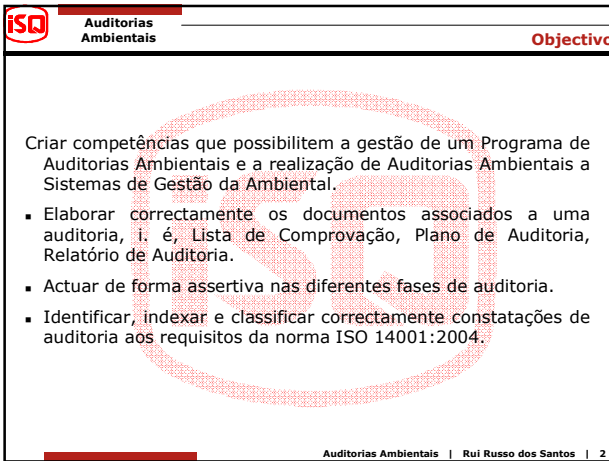 iSQ
Auditorias
Ambientais
Objectivo
Criar competências que possibilitem a gestão de um Programa de
Auditorias Ambientais e a realização de Auditorias Ambientais a
Sistemas de Gestão da Ambiental.
▪ Elaborar correctamente os documentos associados a uma
auditoria, i. é, Lista de Comprovação, Plano de Auditoria,
Relatório de Auditoria.
▪ Actuar de forma assertiva nas diferentes fases de auditoria.
▪ Identificar, indexar e classificar correctamente constatações de
auditoria aos requisitos da norma ISO 14001:2004.
iSQ
Auditorias Ambientais | Rui Russo dos Santos | 2